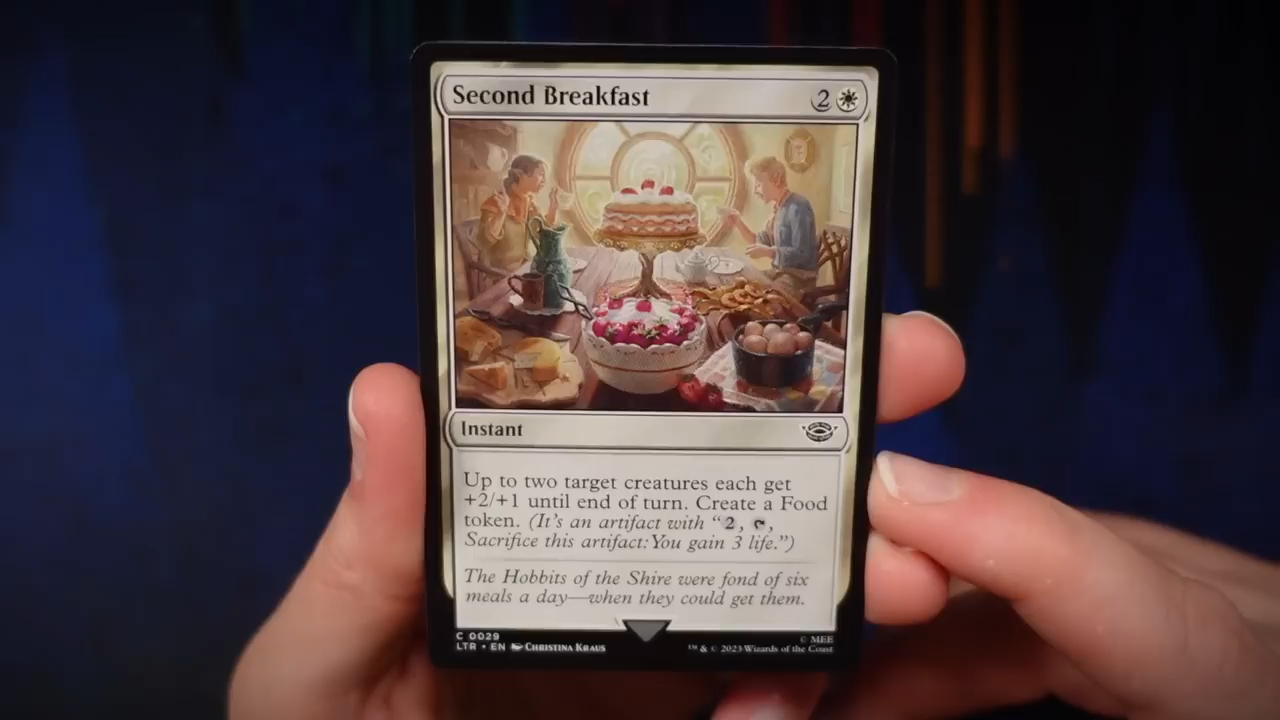 Second Breakfast 2
Instant
Up to two target creatures each get
+2/+1 until end of turn. Create a Food
token. (It's an artifact with “2, ,
Sacrifice this artifact: You gain 3 life.”)
The Hobbits of the Shire were fond of six
meals a day—when they could get them.
C 0029
LTR • EN Christina Kraus
© MEE
™ & © 2023 Wizards of the Coast